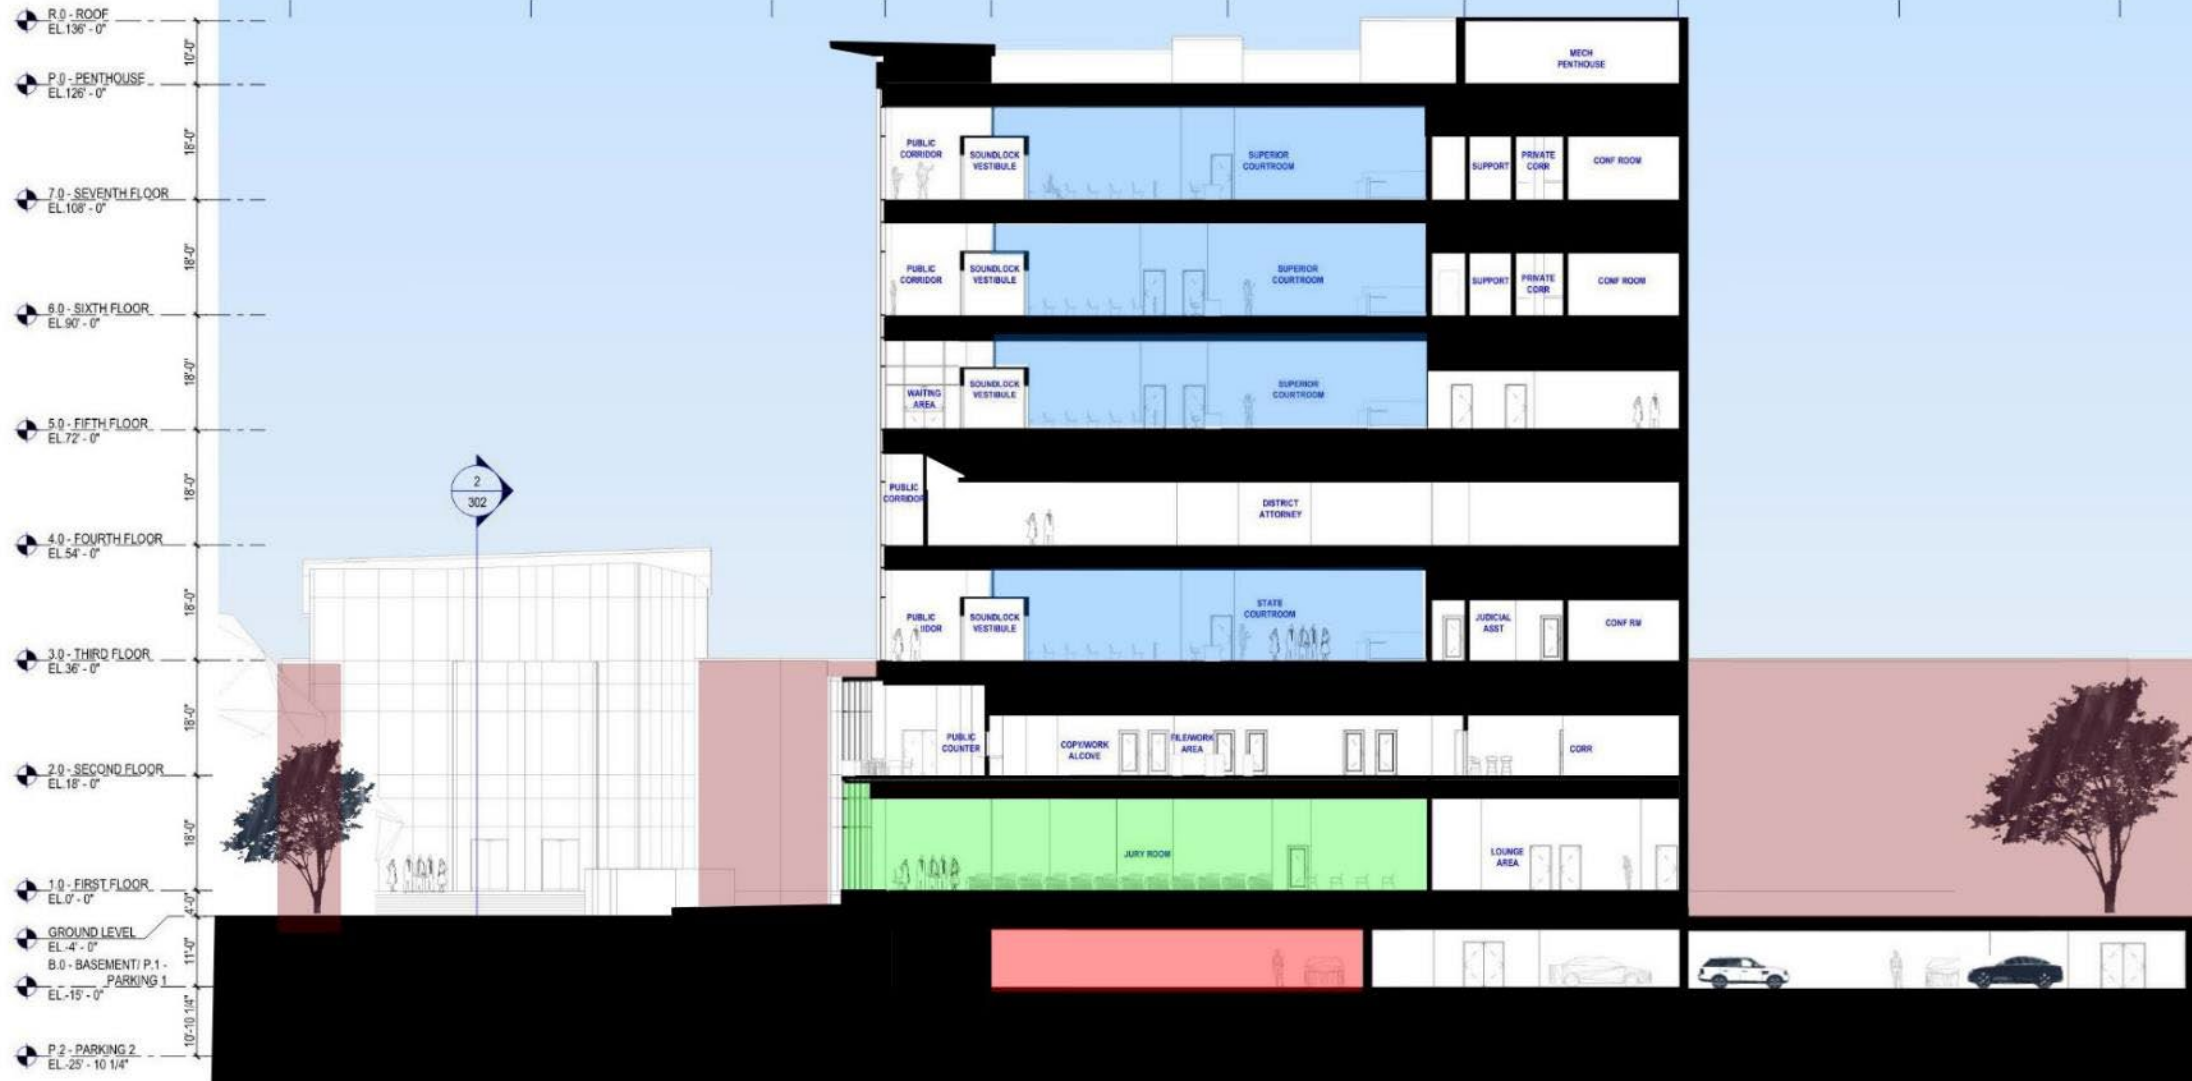 R.0 - ROOF
EL.136' - 0"
10'-0"
P.0 - PENTHOUSE
EL.126' - 0"
18'-0"
7.0 - SEVENTH FLOOR
EL.108' - 0"
18'-0"
6.0 - SIXTH FLOOR
EL.90' - 0"
18'-0"
5.0 - FIFTH FLOOR
EL.72' - 0"
18'-0"
4.0 - FOURTH FLOOR
EL.54' - 0"
18'-0"
3.0 - THIRD FLOOR
EL.36' - 0"
18'-0"
2.0 - SECOND FLOOR
EL.18' - 0"
18'-0"
1.0 - FIRST FLOOR
EL.0' - 0"
4'-0"
GROUND LEVEL
EL.-4' - 0"
11'-0"
B.0 - BASEMENT/ P.1 -
PARKING 1
EL.-15' - 0"
10'-10 1/4"
P.2 - PARKING 2
EL.-25' - 10 1/4"
2
302
MECH
PENTHOUSE
PUBLIC
CORRIDOR
SOUNDLOCK
VESTIBULE
SUPERIOR
COURTROOM
SUPPORT
PRIVATE
CORR
CONF ROOM
PUBLIC
CORRIDOR
SOUNDLOCK
VESTIBULE
SUPERIOR
COURTROOM
SUPPORT
PRIVATE
CORR
CONF ROOM
WAITING
AREA
SOUNDLOCK
VESTIBULE
SUPERIOR
COURTROOM
PUBLIC
CORRIDOR
DISTRICT
ATTORNEY
PUBLIC
IDOR
SOUNDLOCK
VESTIBULE
STATE
COURTROOM
JUDICIAL
ASST
CONF RM
PUBLIC
COUNTER
COPY/WORK
ALCOVE
FILE/WORK
AREA
CORR
JURY ROOM
LOUNGE
AREA